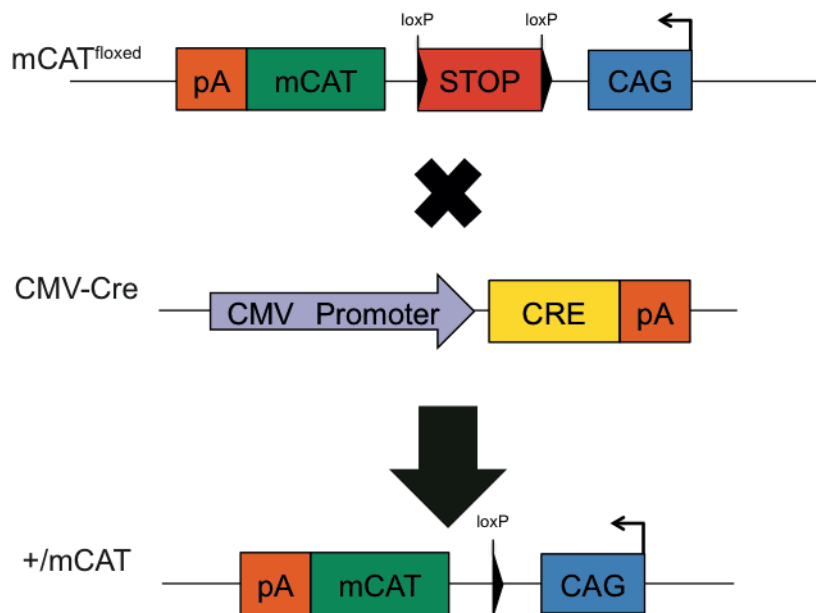 loxP loxP
mCATfloxed
pA mCAT STOP CAG
CMV-Cre
CMV Promoter CRE pA
loxP
+/mCAT
pA mCAT CAG